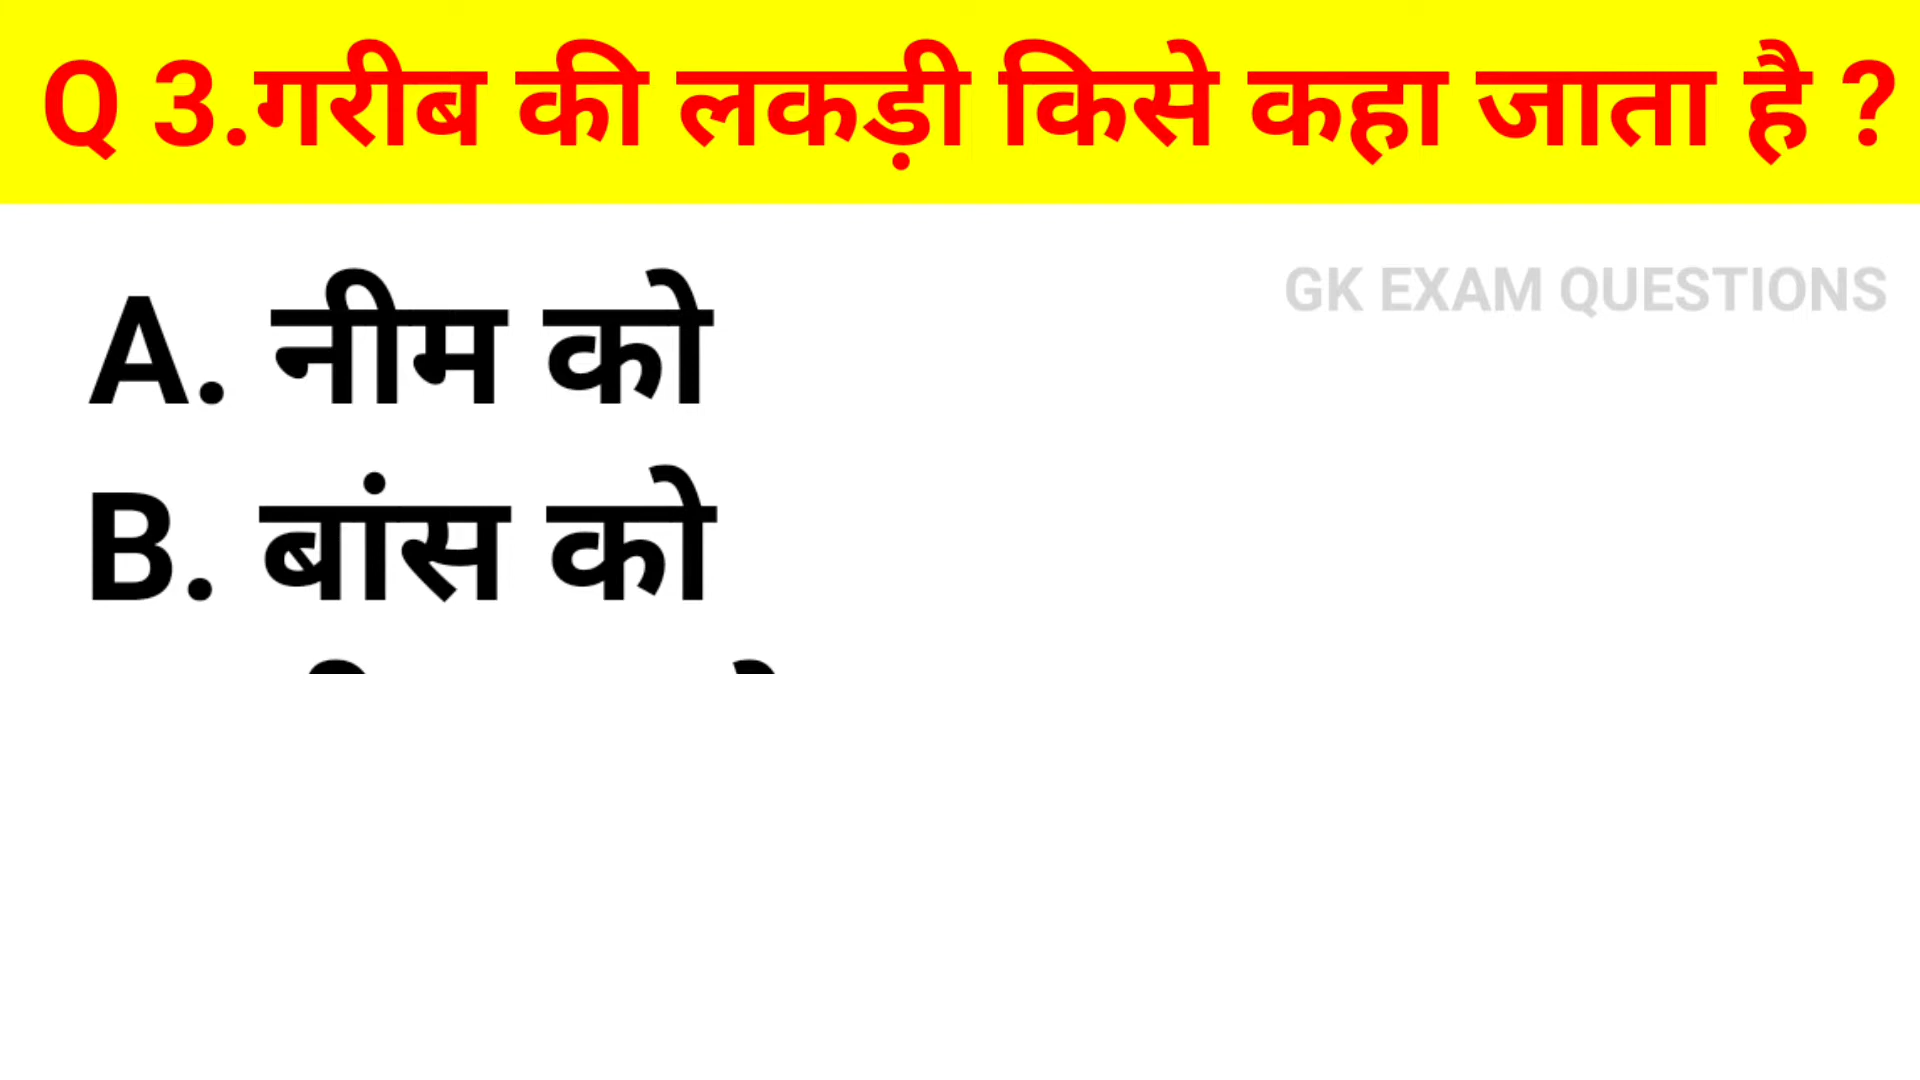 Q 3.गरीब की लकड़ी किसे कहा जाता है ?
GK EXAM QUESTIONS
A. नीम को
B. बांस को